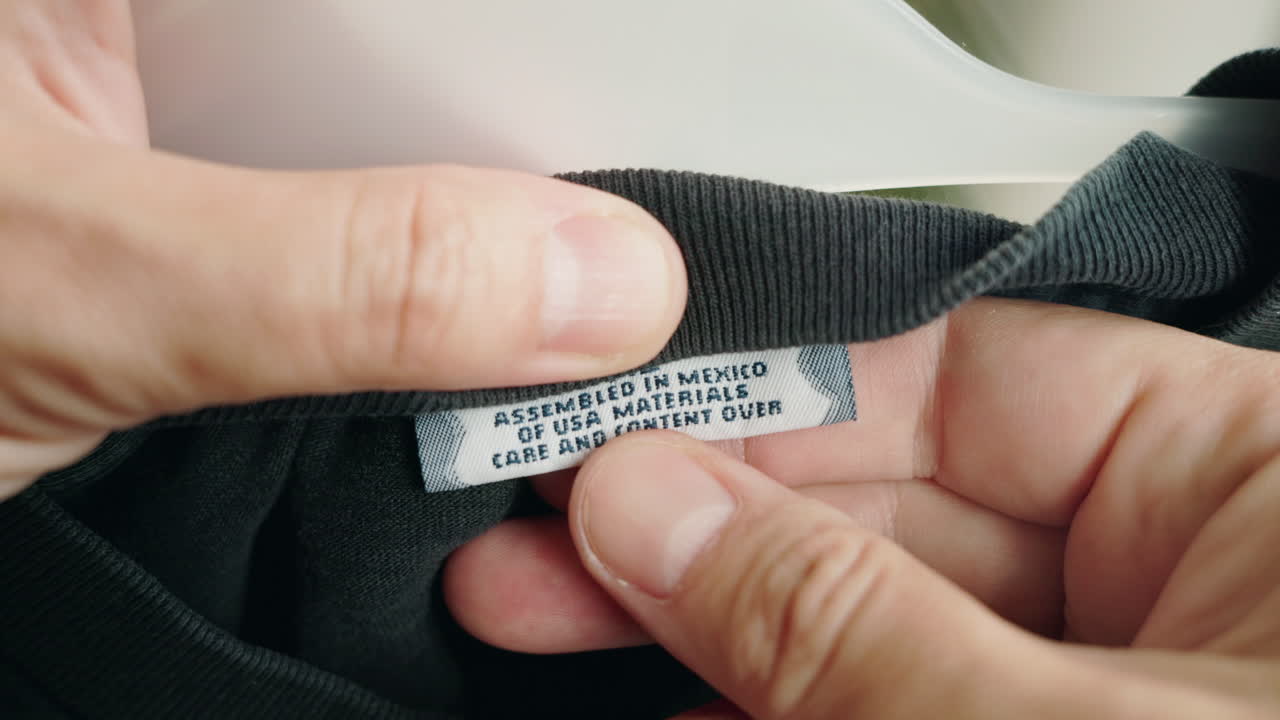 ASSEMBLED IN MEXICO
OF USA MATERIALS
CARE AND CONTENT OVER